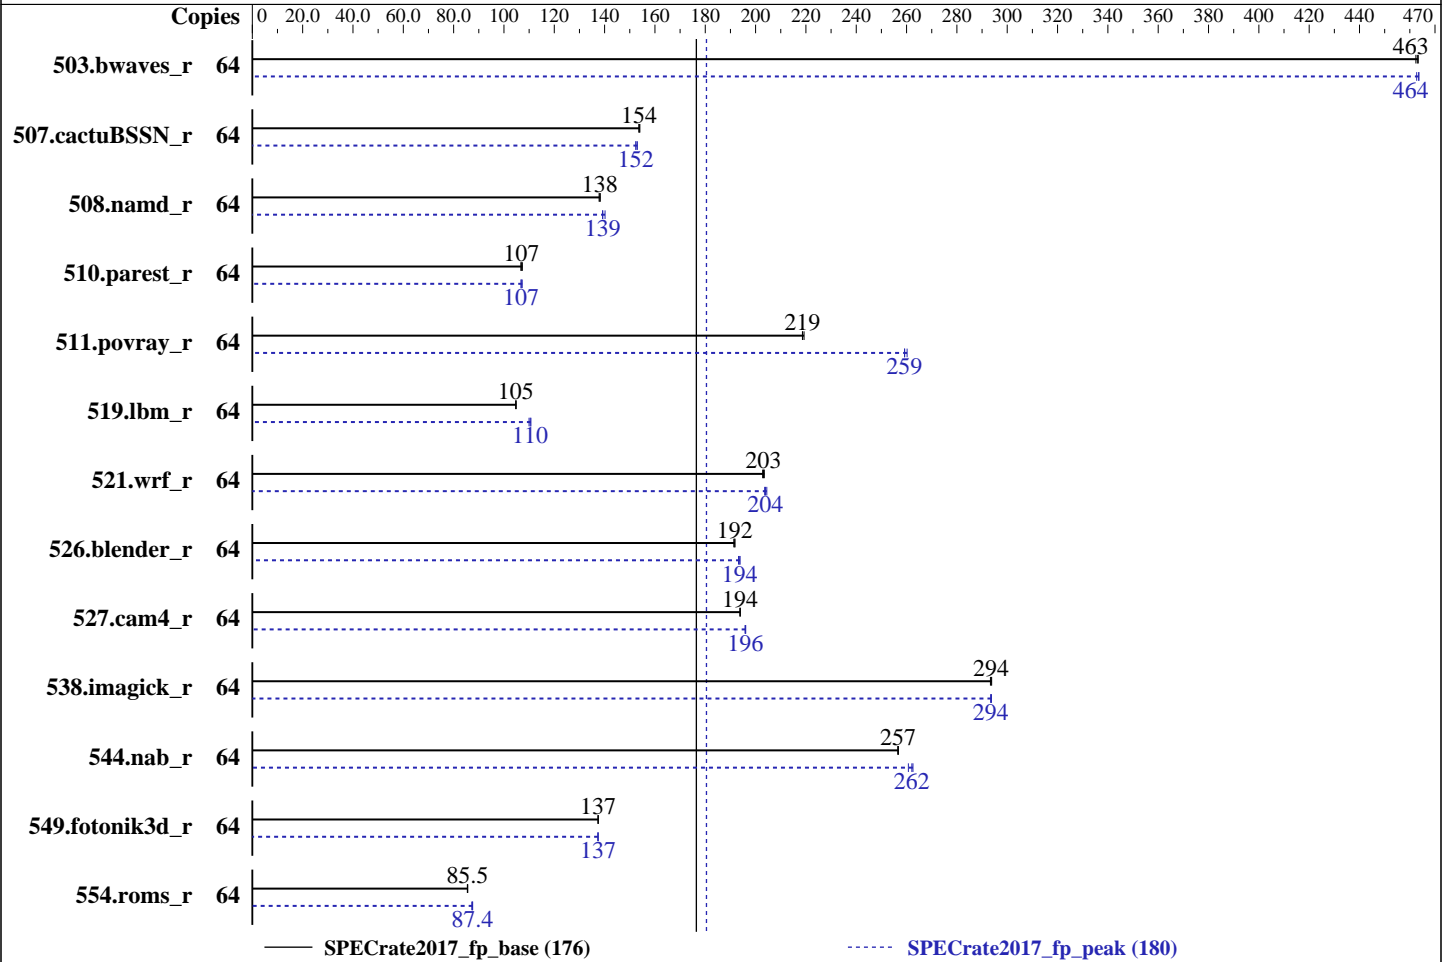 Copies 0 20.0 40.0 60.0 80.0 100 120 140 160 180 200 220 240 260 280 300 320 340 360 380 400 420 440 470
463
503.bwaves_r 64
464
154
507.cactuBSSN_r 64
152
138
508.namd_r 64
139
107
510.parest_r 64
107
219
511.povray_r 64
259
105
519.lbm_r 64
110
203
521.wrf_r 64
204
192
526.blender_r 64
194
194
527.cam4_r 64
196
294
538.imagick_r 64
294
257
544.nab_r 64
262
137
549.fotonik3d_r 64
137
85.5
554.roms_r 64
87.4
SPECrate2017_fp_base (176) SPECrate2017_fp_peak (180)